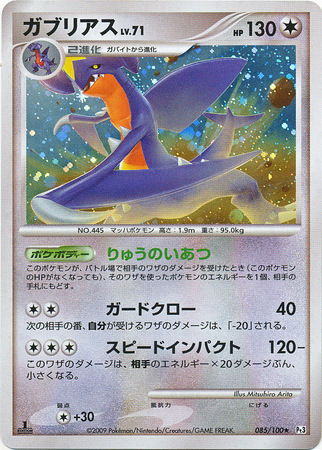 ガブリアス LV.71 HP 130
2進化 ガバイトから進化
NO.445 マッハポケモン 高さ：1.9m 重さ：95.0kg
ポケボディー りゅうのいあつ
このポケモンが、バトル場で相手のワザのダメージを受けたとき（このポケモン
のHPがなくなっても）、そのワザを使ったポケモンのエネルギーを1個、相手の
手札にもどす。
ガードクロー 40
次の相手の番、自分が受けるワザのダメージは、「-20」される。
スピードインパクト 120-
このワザのダメージは、相手のエネルギー×20ダメージぶん、
小さくなる。
Illus. Mitsuhiro Arita
弱点 抵抗力 にげる
+30
1 EDITION
©2009 Pokémon/Nintendo/Creatures/GAME FREAK.
085/100★ Pt3